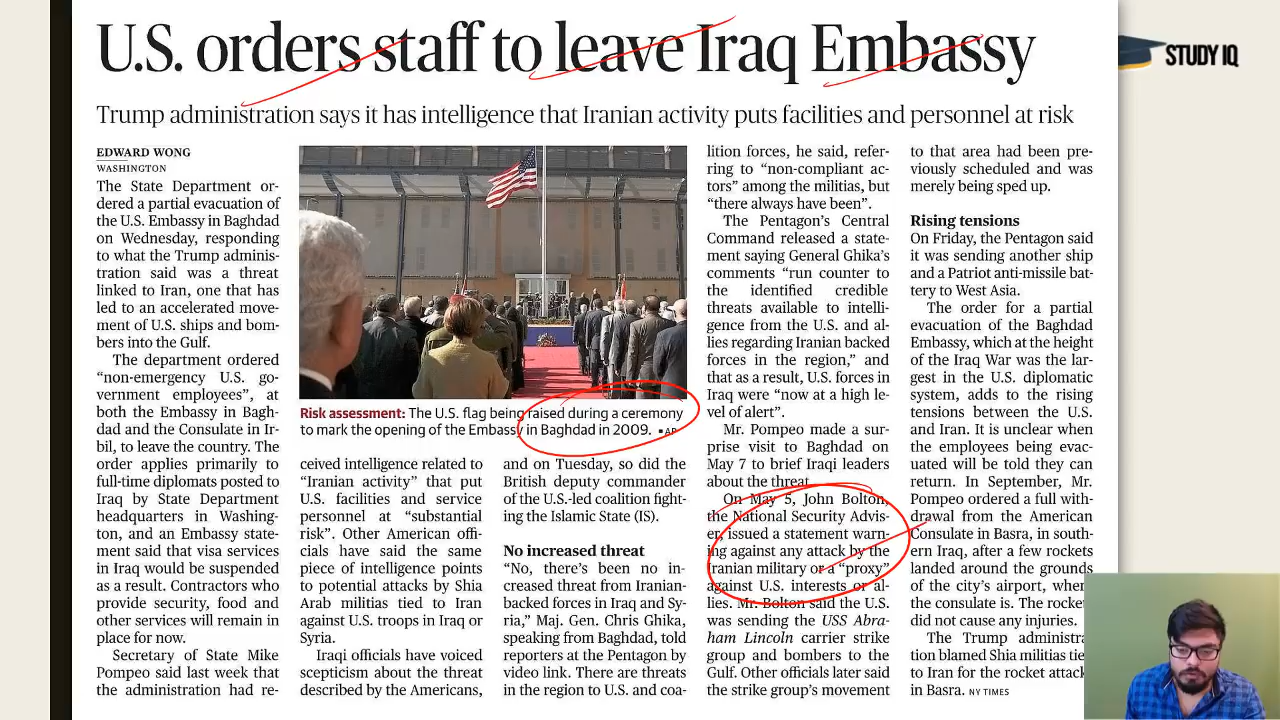 U.S. orders staff to leave Iraq Embassy
STUDY IQ
Trump administration says it has intelligence that Iranian activity puts facilities and personnel at risk
EDWARD WONG
WASHINGTON
The State Department or-
dered a partial evacuation of
the U.S. Embassy in Baghdad
on Wednesday, responding
to what the Trump adminis-
tration said was a threat
linked to Iran, one that has
led to an accelerated move-
ment of U.S. ships and bom-
bers into the Gulf.
The department ordered
“non-emergency U.S. go-
vernment employees”, at
both the Embassy in Bagh-
dad and the Consulate in Ir-
bil, to leave the country. The
order applies primarily to
full-time diplomats posted to
Iraq by State Department
headquarters in Washing-
ton, and an Embassy state-
ment said that visa services
in Iraq would be suspended
as a result. Contractors who
provide security, food and
other services will remain in
place for now.
Secretary of State Mike
Pompeo said last week that
the administration had re-
Risk assessment: The U.S. flag being raised during a ceremony
to mark the opening of the Embassy in Baghdad in 2009. ▪ AP
ceived intelligence related to
“Iranian activity” that put
U.S. facilities and service
personnel at “substantial
risk”. Other American offi-
cials have said the same
piece of intelligence points
to potential attacks by Shia
Arab militias tied to Iran
against U.S. troops in Iraq or
Syria.
Iraqi officials have voiced
scepticism about the threat
described by the Americans,
and on Tuesday, so did the
British deputy commander
of the U.S.-led coalition fight-
ing the Islamic State (IS).
No increased threat
“No, there’s been no in-
creased threat from Iranian-
backed forces in Iraq and Sy-
ria,” Maj. Gen. Chris Ghika,
speaking from Baghdad, told
reporters at the Pentagon by
video link. There are threats
in the region to U.S. and coa-
lition forces, he said, refer-
ring to “non-compliant ac-
tors” among the militias, but
“there always have been”.
The Pentagon’s Central
Command released a state-
ment saying General Ghika’s
comments “run counter to
the identified credible
threats available to intelli-
gence from the U.S. and al-
lies regarding Iranian backed
forces in the region,” and
that as a result, U.S. forces in
Iraq were “now at a high le-
vel of alert”.
Mr. Pompeo made a sur-
prise visit to Baghdad on
May 7 to brief Iraqi leaders
about the threat.
On May 5, John Bolton,
the National Security Advis-
er, issued a statement warn-
ing against any attack by the
Iranian military or a “proxy”
against U.S. interests or al-
lies. Mr. Bolton said the U.S.
was sending the USS Abra-
ham Lincoln carrier strike
group and bombers to the
Gulf. Other officials later said
the strike group’s movement
to that area had been pre-
viously scheduled and was
merely being sped up.
Rising tensions
On Friday, the Pentagon said
it was sending another ship
and a Patriot anti-missile bat-
tery to West Asia.
The order for a partial
evacuation of the Baghdad
Embassy, which at the height
of the Iraq War was the lar-
gest in the U.S. diplomatic
system, adds to the rising
tensions between the U.S.
and Iran. It is unclear when
the employees being evac-
uated will be told they can
return. In September, Mr.
Pompeo ordered a full with-
drawal from the American
Consulate in Basra, in south-
ern Iraq, after a few rockets
landed around the grounds
of the city’s airport, where
the consulate is. The rocket
did not cause any injuries.
The Trump administra
tion blamed Shia militias tie
to Iran for the rocket attack
in Basra. NY TIMES